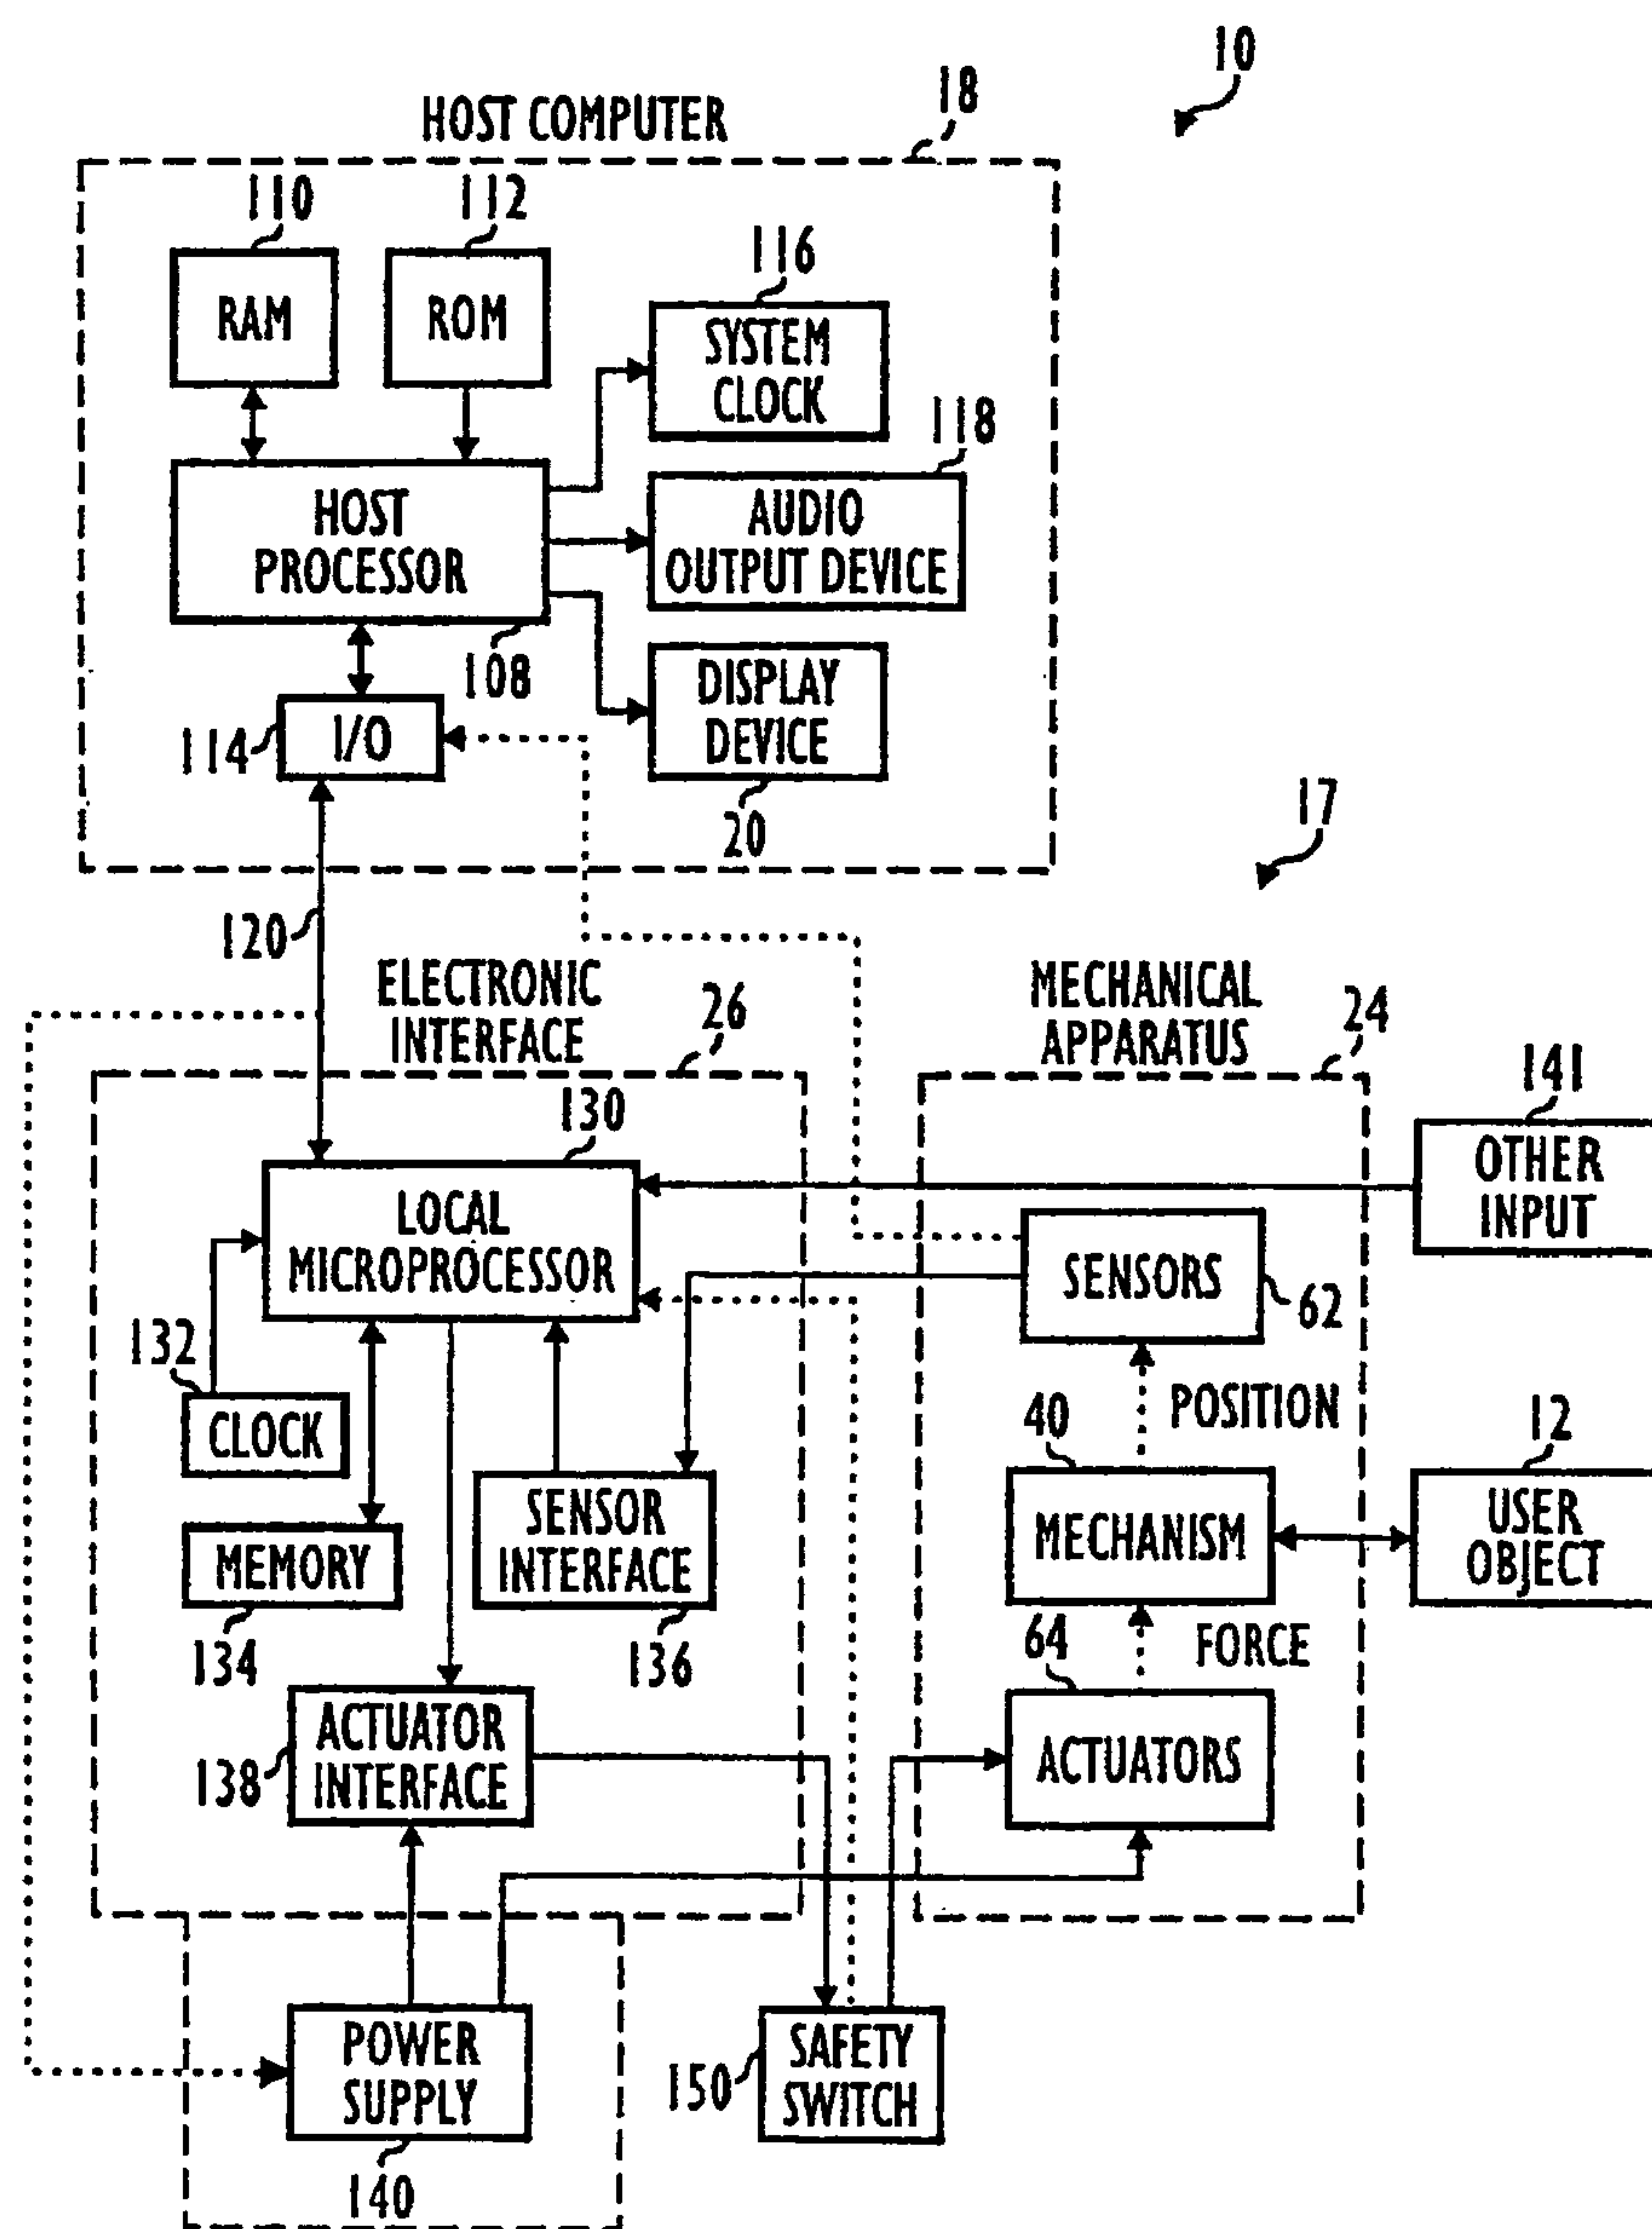 10
HOST COMPUTER
18
110
112
116
RAM
ROM
SYSTEM
CLOCK
118
HOST
PROCESSOR
AUDIO
OUTPUT DEVICE
108
DISPLAY
DEVICE
114
I/O
20
17
120
ELECTRONIC
INTERFACE
26
MECHANICAL
APPARATUS
24
141
130
OTHER
INPUT
LOCAL
MICROPROCESSOR
SENSORS
62
132
CLOCK
POSITION
40
12
SENSOR
INTERFACE
MECHANISM
USER
OBJECT
MEMORY
134
136
64
FORCE
ACTUATOR
INTERFACE
138
ACTUATORS
POWER
SUPPLY
140
SAFETY
SWITCH
150